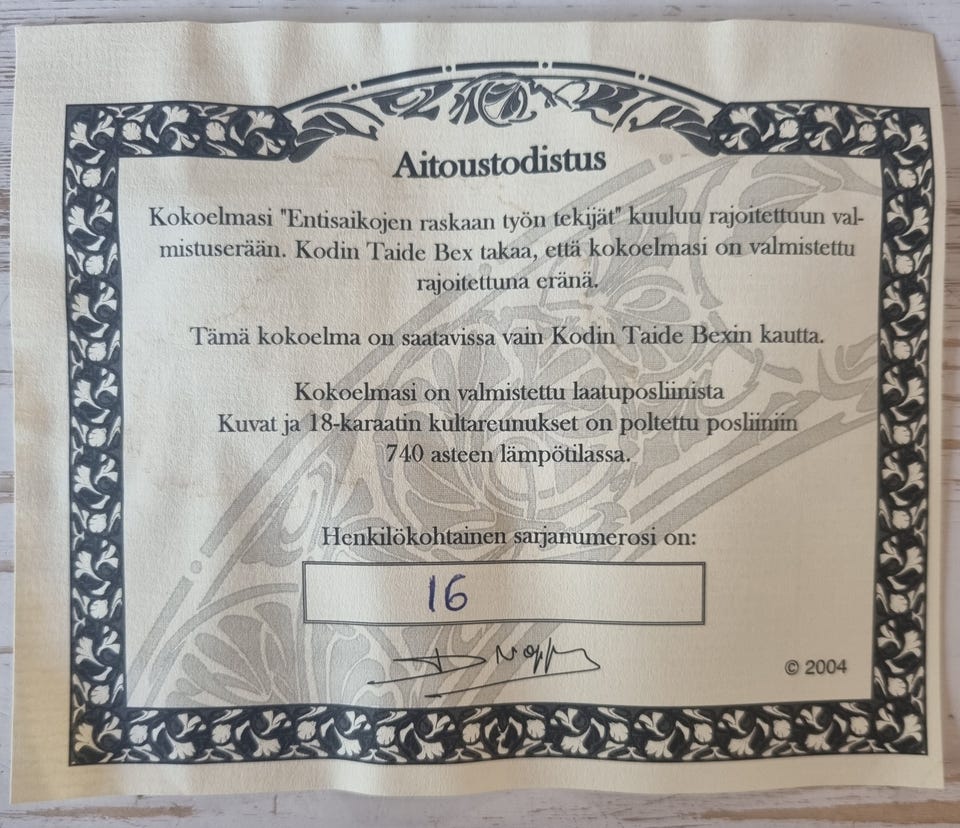 Aitoustodistus
Kokoelmasi "Entisaikojen raskaan työn tekijät" kuuluu rajoitettuun val-
mistuserään. Kodin Taide Bex takaa, että kokoelmasi on valmistettu
rajoitettuna eränä.
Tämä kokoelma on saatavissa vain Kodin Taide Bexin kautta.
Kokoelmasi on valmistettu laatuposliinista
Kuvat ja 18-karaatin kultareunukset on poltettu posliiniin
740 asteen lämpötilassa.
Henkilökohtainen sarjanumerosi on:
16
© 2004